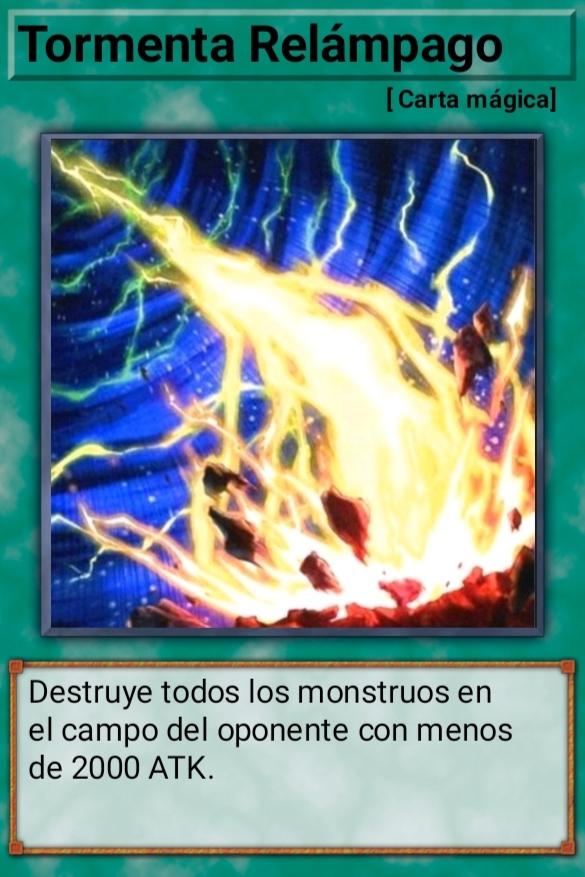 Tormenta Relámpago
[ Carta mágica]
Destruye todos los monstruos en
el campo del oponente con menos
de 2000 ATK.